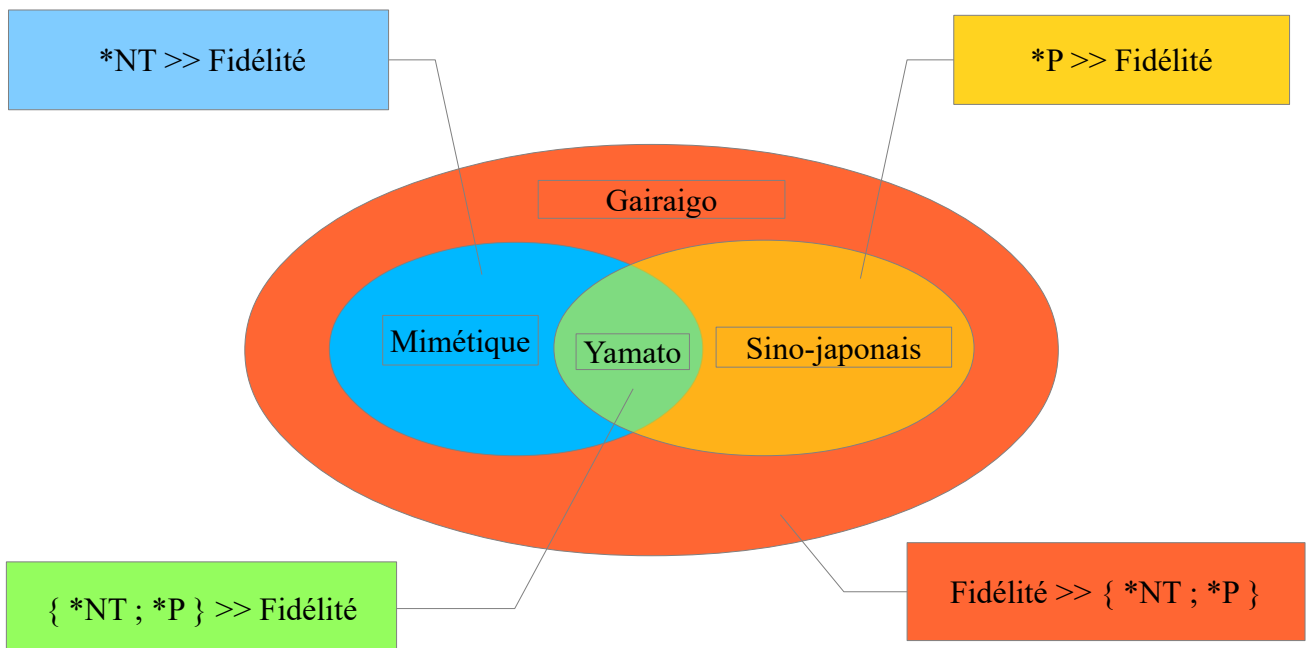 *NT >> Fidélité
*P >> Fidélité
Gairaigo
Mimétique
Yamato
Sino-japonais
{ *NT ; *P } >> Fidélité
Fidélité >> { *NT ; *P }